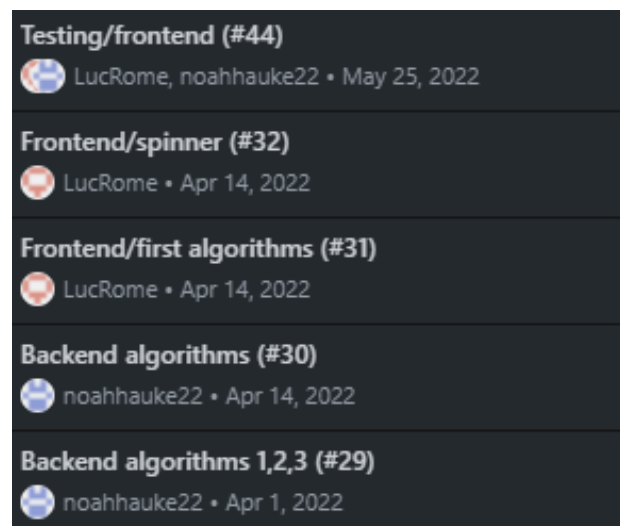 Testing/frontend (#44)
LucRome, noahhauke22 • May 25, 2022
Frontend/spinner (#32)
LucRome • Apr 14, 2022
Frontend/first algorithms (#31)
LucRome • Apr 14, 2022
Backend algorithms (#30)
noahhauke22 • Apr 14, 2022
Backend algorithms 1,2,3 (#29)
noahhauke22 • Apr 1, 2022